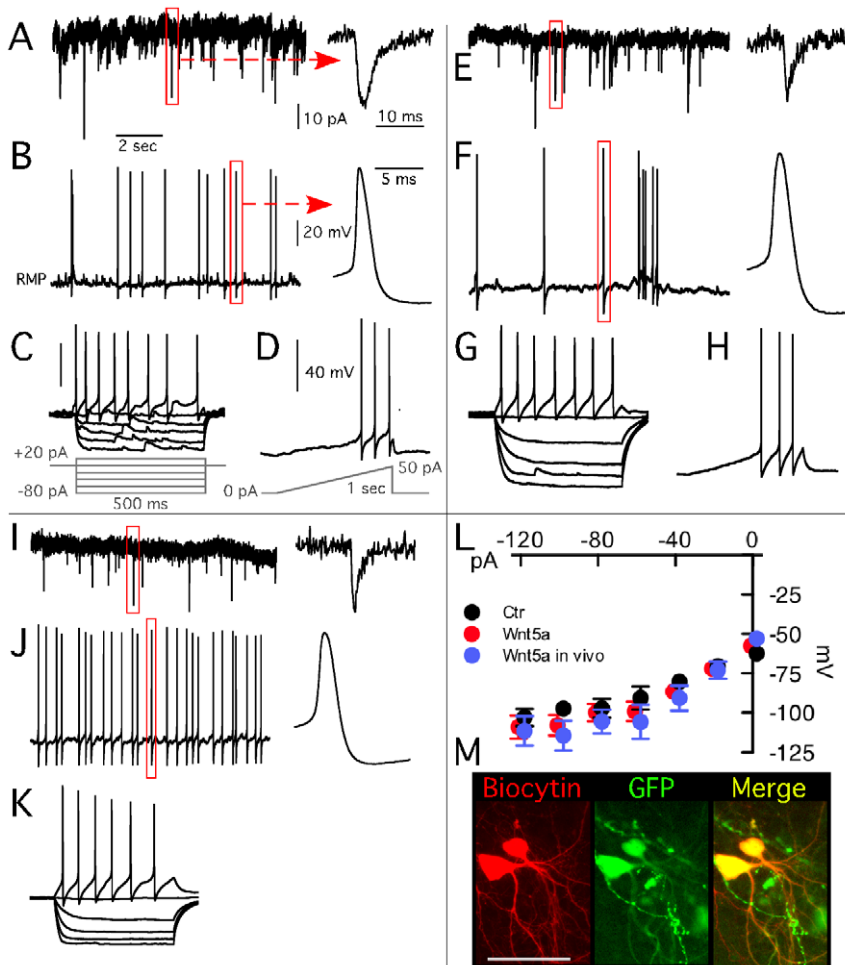 A
10 pA
10 ms
2 sec
B
5 ms
20 mV
RMP
C
D
40 mV
+20 pA
-80 pA
500 ms
0 pA
1 sec
50 pA
E
F
G
H
I
J
K
L
pA
-120
-80
-40
0
-25
-50
-75
-100
-125
mV
Ctr
Wnt5a
Wnt5a in vivo
M
Biocytin
GFP
Merge